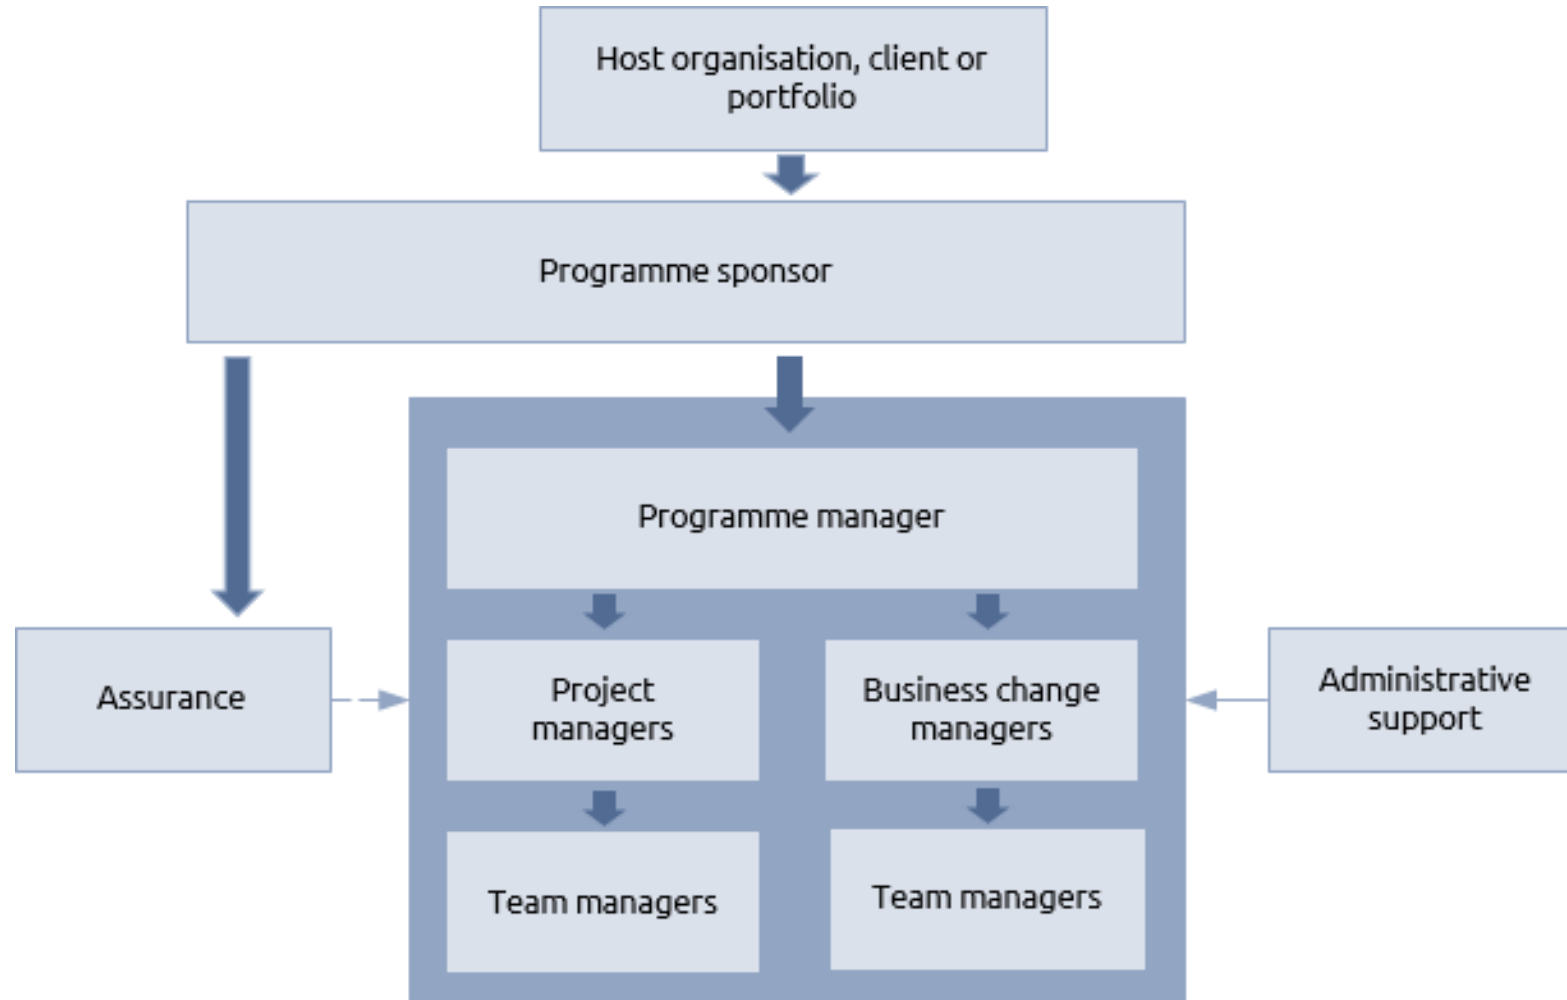 Host organisation, client or
portfolio
Programme sponsor
Programme manager
Assurance
Project
managers
Business change
managers
Administrative
support
Team managers
Team managers